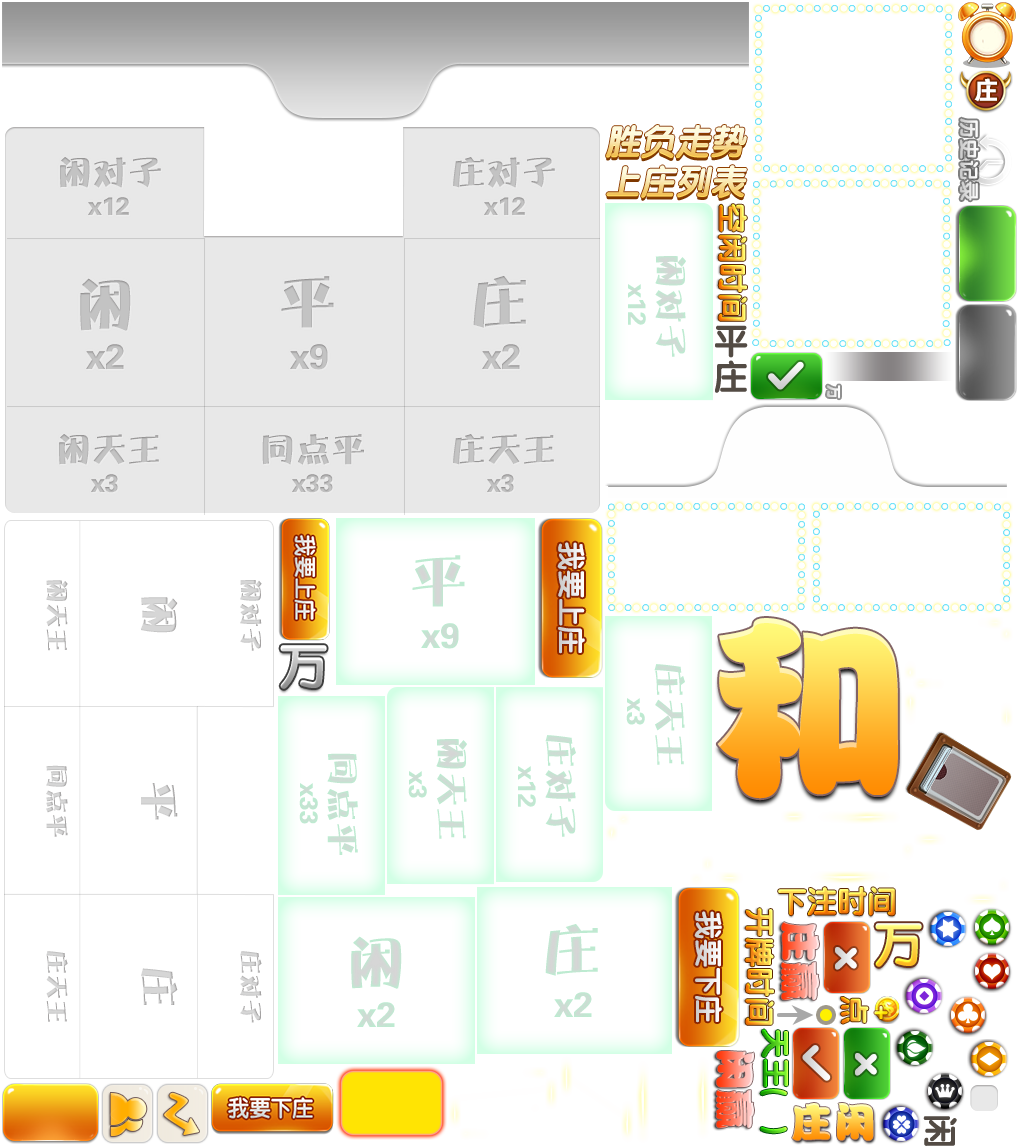 庄
历史记录
胜负走势
上庄列表
空闲时间
闲对子
x12
平
庄
万
闲对子
x12
庄对子
x12
闲
x2
平
x9
庄
x2
闲天王
x3
同点平
x33
庄天王
x3
闲天王
闲
闲对子
我要上庄
平
x9
我要上庄
万
庄天王
x3
和
同点平
平
同点平
x33
闲天王
x3
庄对子
x12
庄天王
庄
庄对子
闲
x2
庄
x2
我要下庄
下注时间
开牌时间
庄赢
万
点
天王(
)
闲赢
庄
闲
闲
我要下庄